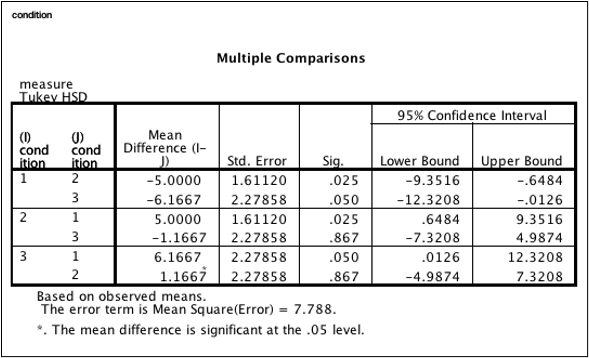 condition
Multiple Comparisons
measure
Tukey HSD
95% Confidence Interval
(I) cond ition (J) cond ition Mean Difference (I-J) Std. Error Sig. Lower Bound Upper Bound
1 2 -5.0000 1.61120 .025 -9.3516 -.6484
3 -6.1667 2.27858 .050 -12.3208 -.0126
2 1 5.0000 1.61120 .025 .6484 9.3516
3 -1.1667 2.27858 .867 -7.3208 4.9874
3 1 6.1667 2.27858 .050 .0126 12.3208
2 1.1667* 2.27858 .867 -4.9874 7.3208
Based on observed means.
The error term is Mean Square(Error) = 7.788.
*. The mean difference is significant at the .05 level.